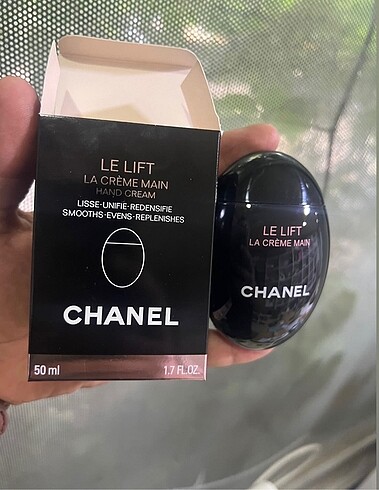 LE LIFT
LA CRÈME MAIN
HAND CREAM
LISSE-UNIFIE-REDENSIFIE
SMOOTHS-EVENS-REPLENISHES
CHANEL
50 ml 1.7 FL.OZ.
LE LIFT
LA CRÈME MAIN
CHANEL